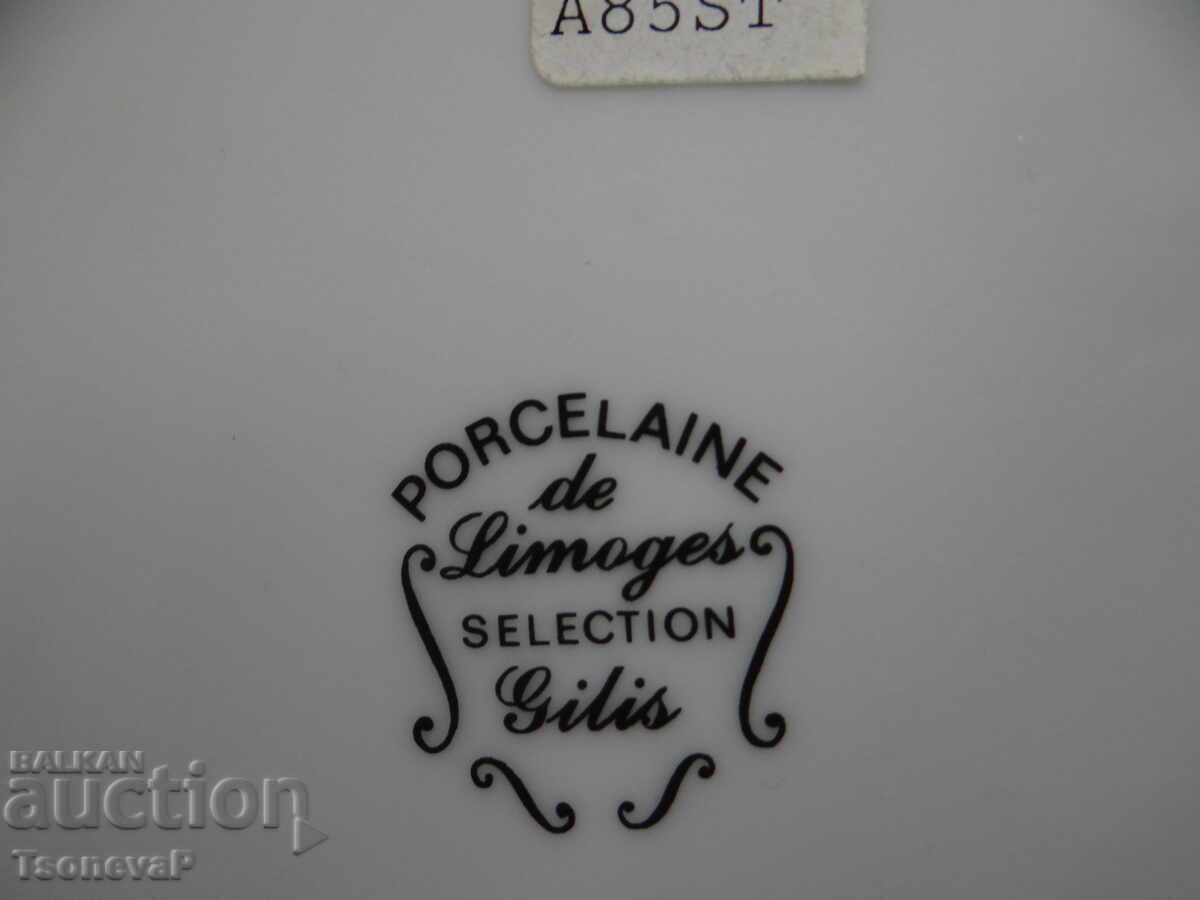 A85ST
PORCELAINE
de
Limoges
SELECTION
Gilis
BALKAN
auction
TsonevaP